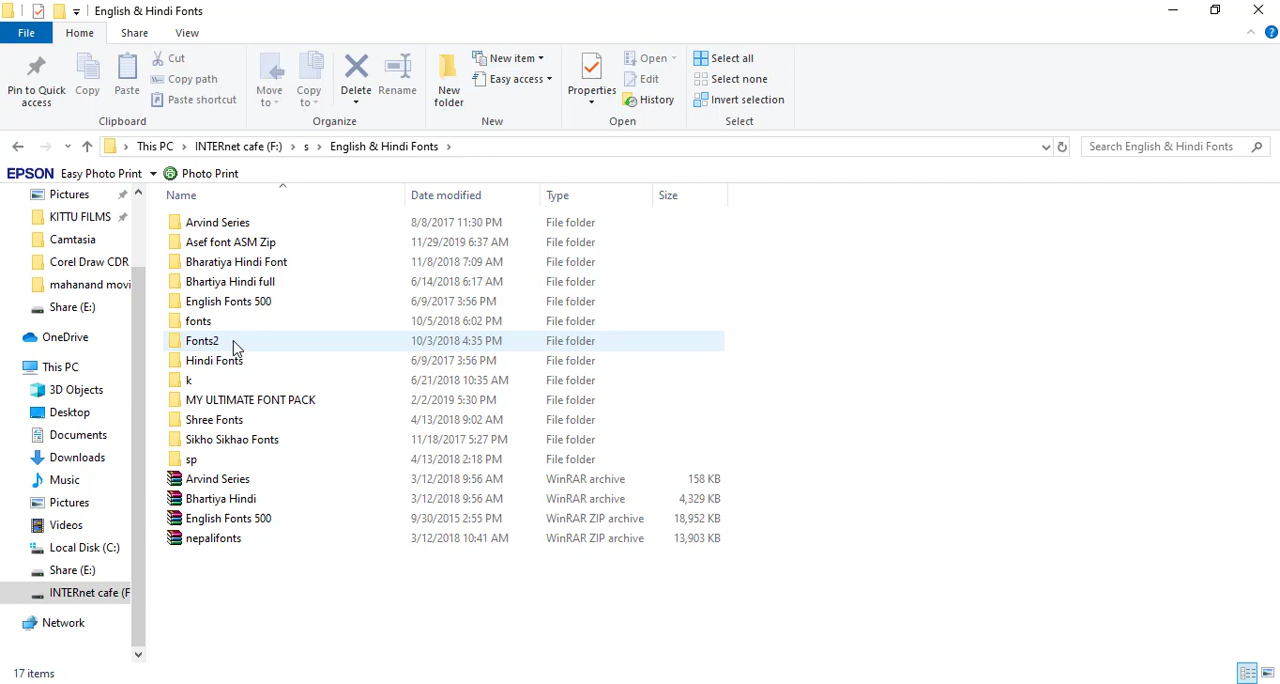 English & Hindi Fonts
File Home Share View
Pin to Quick access
Copy
Paste
Cut
Copy path
Paste shortcut
Clipboard
Move to
Copy to
Delete
Rename
Organize
New folder
New item
Easy access
New
Properties
Open
Edit
History
Open
Select all
Select none
Invert selection
Select
This PC > INTERnet cafe (F:) > s > English & Hindi Fonts
Search English & Hindi Fonts
EPSON Easy Photo Print Photo Print
Pictures
KITTU FILMS
Camtasia
Corel Draw CDR
mahanand movi
Share (E:)
OneDrive
This PC
3D Objects
Desktop
Documents
Downloads
Music
Pictures
Videos
Local Disk (C:)
Share (E:)
INTERnet cafe (F
Network
Name Date modified Type Size
Arvind Series 8/8/2017 11:30 PM File folder
Asef font ASM Zip 11/29/2019 6:37 AM File folder
Bharatiya Hindi Font 11/8/2018 7:09 AM File folder
Bhartiya Hindi full 6/14/2018 6:17 AM File folder
English Fonts 500 6/9/2017 3:56 PM File folder
fonts 10/5/2018 6:02 PM File folder
Fonts2 10/3/2018 4:35 PM File folder
Hindi Fonts 6/9/2017 3:56 PM File folder
k 6/21/2018 10:35 AM File folder
MY ULTIMATE FONT PACK 2/2/2019 5:30 PM File folder
Shree Fonts 4/13/2018 9:02 AM File folder
Sikho Sikhao Fonts 11/18/2017 5:27 PM File folder
sp 4/13/2018 2:18 PM File folder
Arvind Series 3/12/2018 9:56 AM WinRAR archive 158 KB
Bhartiya Hindi 3/12/2018 9:56 AM WinRAR archive 4,329 KB
English Fonts 500 9/30/2015 2:55 PM WinRAR ZIP archive 18,952 KB
nepalifonts 3/12/2018 10:41 AM WinRAR ZIP archive 13,903 KB
17 items